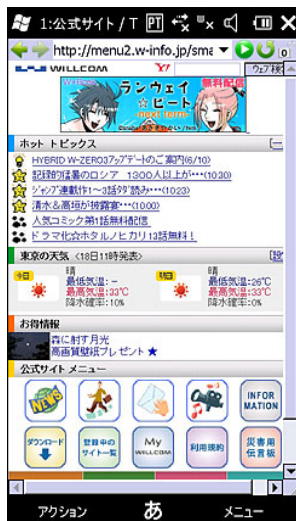 1:公式サイト / T PT
http://menu2.w-info.jp/sma
WILLCOM Y! ウェブ検
ランウェイ 無料配信
☆ビート
-next term-
ホット トピックス
HYBRID W-ZERO3アップデートのご案内(6/10)
記録的猛暑のロシア 1300人以上が…(10:30)
ジャンプ連載作1~3話タダ読み…(10:23)
清水&高垣が披露宴…(10:00)
人気コミック第1話無料配信
ドラマ化☆ホタルノヒカリ13話無料!
東京の天気 <18日11時発表>
今日 晴 明日 晴
最低気温:- 最低気温:26℃
最高気温:33℃ 最高気温:33℃
降水確率:10% 降水確率:10%
お得情報
森に射す月光
高画質壁紙プレゼント★
公式サイト メニュー
NEWS INFOR
MATION
ダウンロード 登録中の
サイト一覧 My
WILLCOM 利用規約 災害用
伝言板
アクション あ メニュー